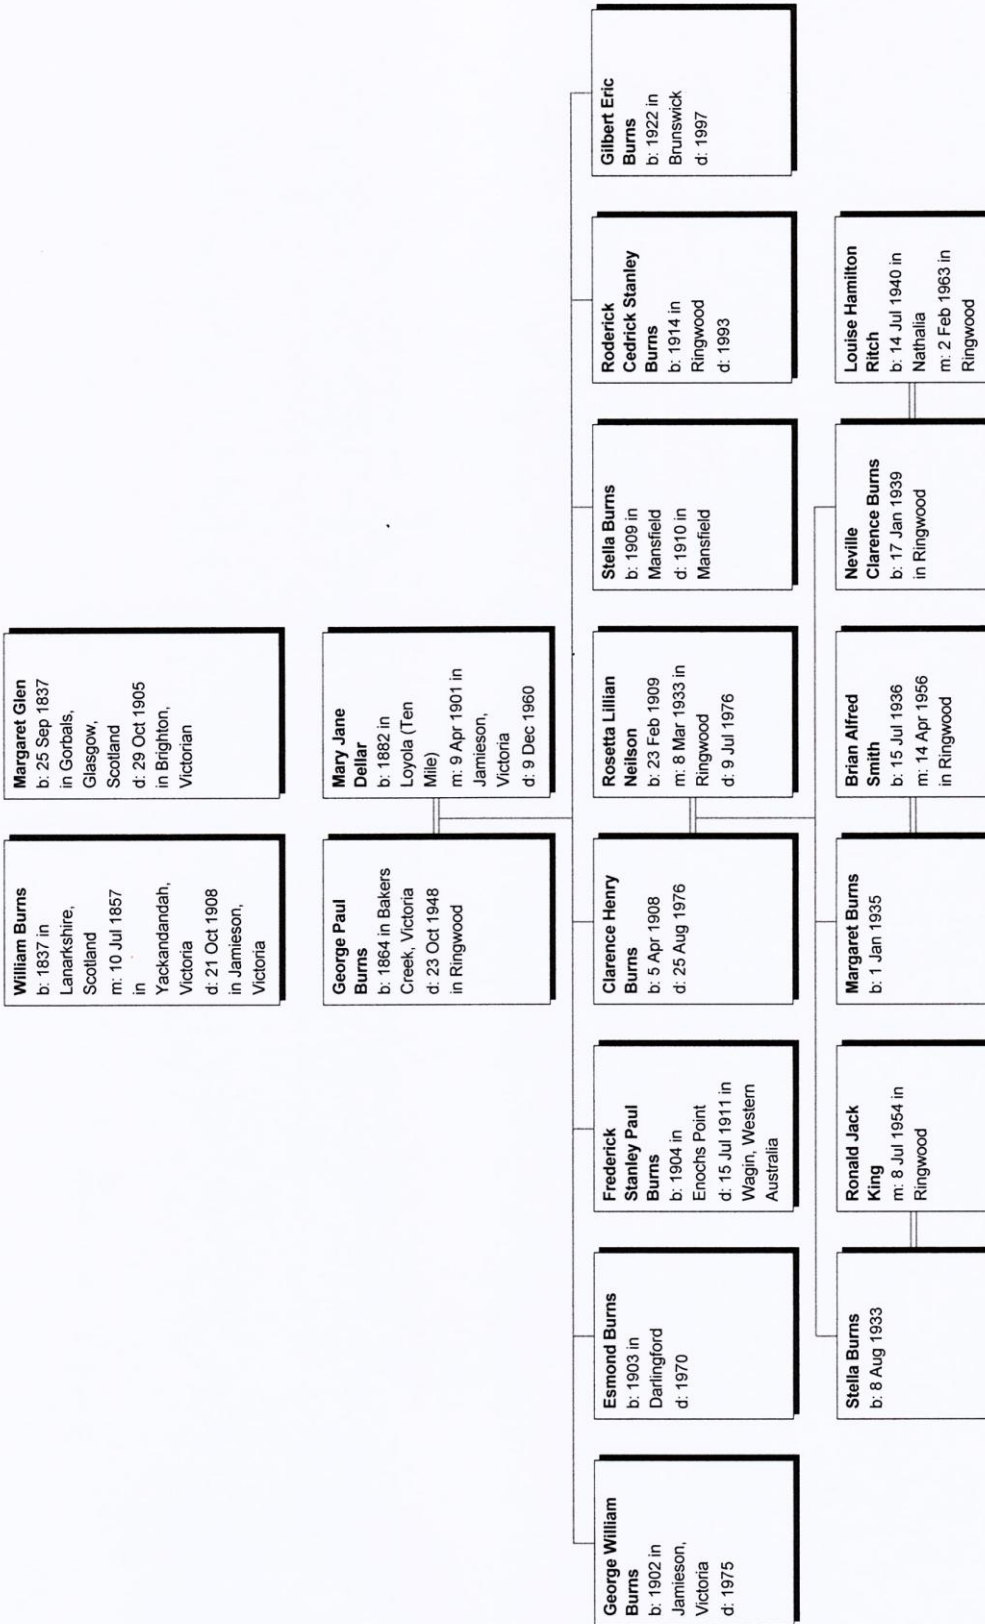 William Burns
b: 1837 in
Lanarkshire,
Scotland
m: 10 Jul 1857
in
Yackandandah,
Victoria
d: 21 Oct 1908
in Jamieson,
Victoria
Margaret Glen
b: 25 Sep 1837
in Gorbals,
Glasgow,
Scotland
d: 29 Oct 1905
in Brighton,
Victorian
George Paul
Burns
b: 1864 in Bakers
Creek, Victoria
d: 23 Oct 1948
in Ringwood
Mary Jane
Dellar
b: 1882 in
Loyola (Ten
Mile)
m: 9 Apr 1901 in
Jamieson,
Victoria
d: 9 Dec 1960
George William
Burns
b: 1902 in
Jamieson,
Victoria
d: 1975
Esmond Burns
b: 1903 in
Darlingford
d: 1970
Frederick
Stanley Paul
Burns
b: 1904 in
Enochs Point
d: 15 Jul 1911 in
Wagin, Western
Australia
Clarence Henry
Burns
b: 5 Apr 1908
d: 25 Aug 1976
Rosetta Lillian
Neilson
b: 23 Feb 1909
m: 8 Mar 1933 in
Ringwood
d: 9 Jul 1976
Stella Burns
b: 1909 in
Mansfield
d: 1910 in
Mansfield
Roderick
Cedrick Stanley
Burns
b: 1914 in
Ringwood
d: 1993
Gilbert Eric
Burns
b: 1922 in
Brunswick
d: 1997
Stella Burns
b: 8 Aug 1933
Ronald Jack
King
m: 8 Jul 1954 in
Ringwood
Margaret Burns
b: 1 Jan 1935
Brian Alfred
Smith
b: 15 Jul 1936
m: 14 Apr 1956
in Ringwood
Neville
Clarence Burns
b: 17 Jan 1939
in Ringwood
Louise Hamilton
Ritch
b: 14 Jul 1940 in
Nathalia
m: 2 Feb 1963 in
Ringwood